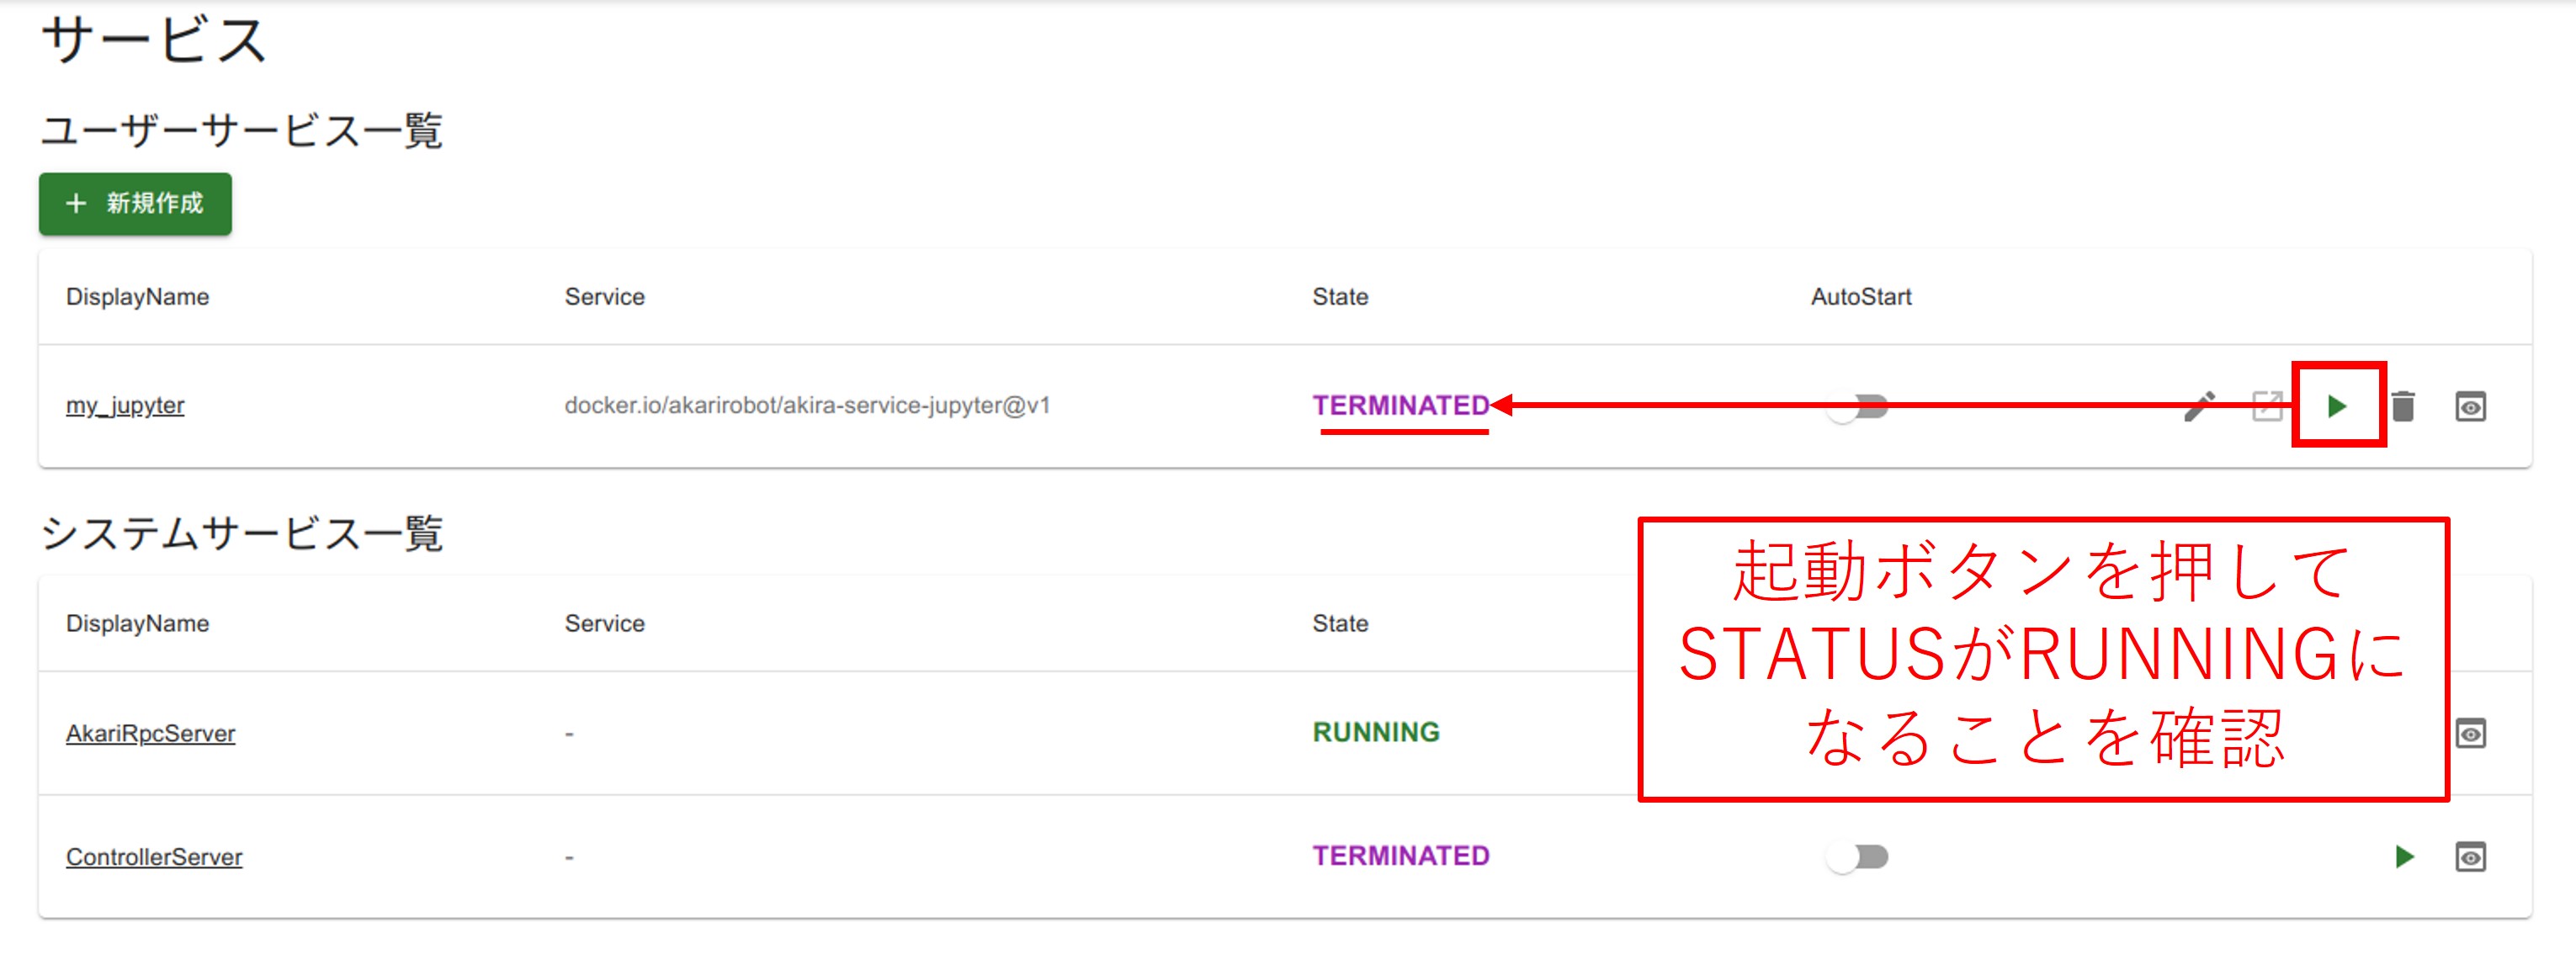 サービス
ユーザーサービス一覧
+ 新規作成
DisplayName Service State AutoStart
my_jupyter docker.io/akarirobot/akira-service-jupyter@v1 TERMINATED
システムサービス一覧
DisplayName Service State
AkariRpcServer - RUNNING
ControllerServer - TERMINATED
起動ボタンを押して
STATUSがRUNNINGに
なることを確認